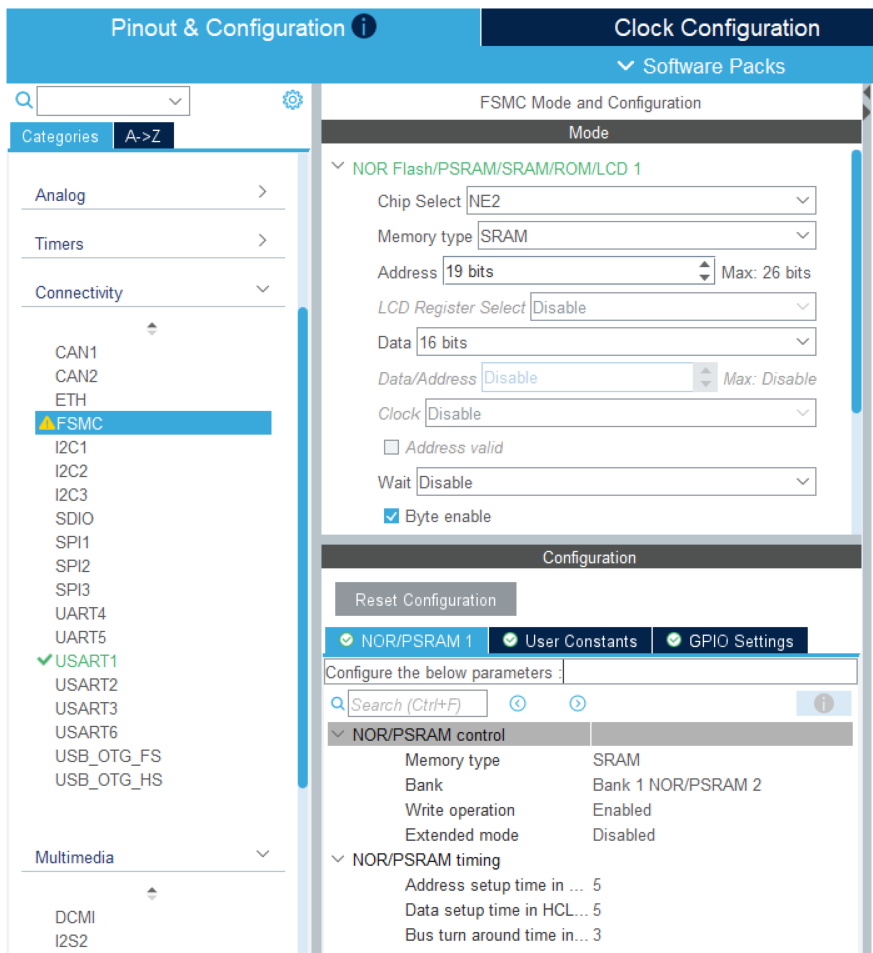 Pinout & Configuration
Clock Configuration
Software Packs
Categories
A->Z
Analog
Timers
Connectivity
CAN1
CAN2
ETH
FSMC
I2C1
I2C2
I2C3
SDIO
SPI1
SPI2
SPI3
UART4
UART5
USART1
USART2
USART3
USART6
USB_OTG_FS
USB_OTG_HS
Multimedia
DCMI
I2S2
FSMC Mode and Configuration
Mode
NOR Flash/PSRAM/SRAM/ROM/LCD 1
Chip Select NE2
Memory type SRAM
Address 19 bits Max: 26 bits
LCD Register Select Disable
Data 16 bits
Data/Address Disable Max: Disable
Clock Disable
Address valid
Wait Disable
Byte enable
Configuration
Reset Configuration
NOR/PSRAM 1
User Constants
GPIO Settings
Configure the below parameters :
Search (Ctrl+F)
NOR/PSRAM control
Memory type SRAM
Bank Bank 1 NOR/PSRAM 2
Write operation Enabled
Extended mode Disabled
NOR/PSRAM timing
Address setup time in ... 5
Data setup time in HCL... 5
Bus turn around time in... 3